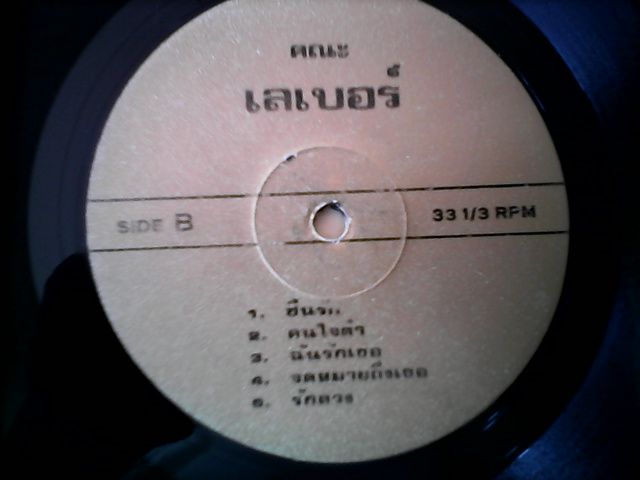 คณะ
เลเบอร์
SIDE B
33 1/3 RPM
๑.
๒. คนใจดำ
๓. ฉันรักเธอ
๔. จดหมายถึงเธอ
๕. รักลวง